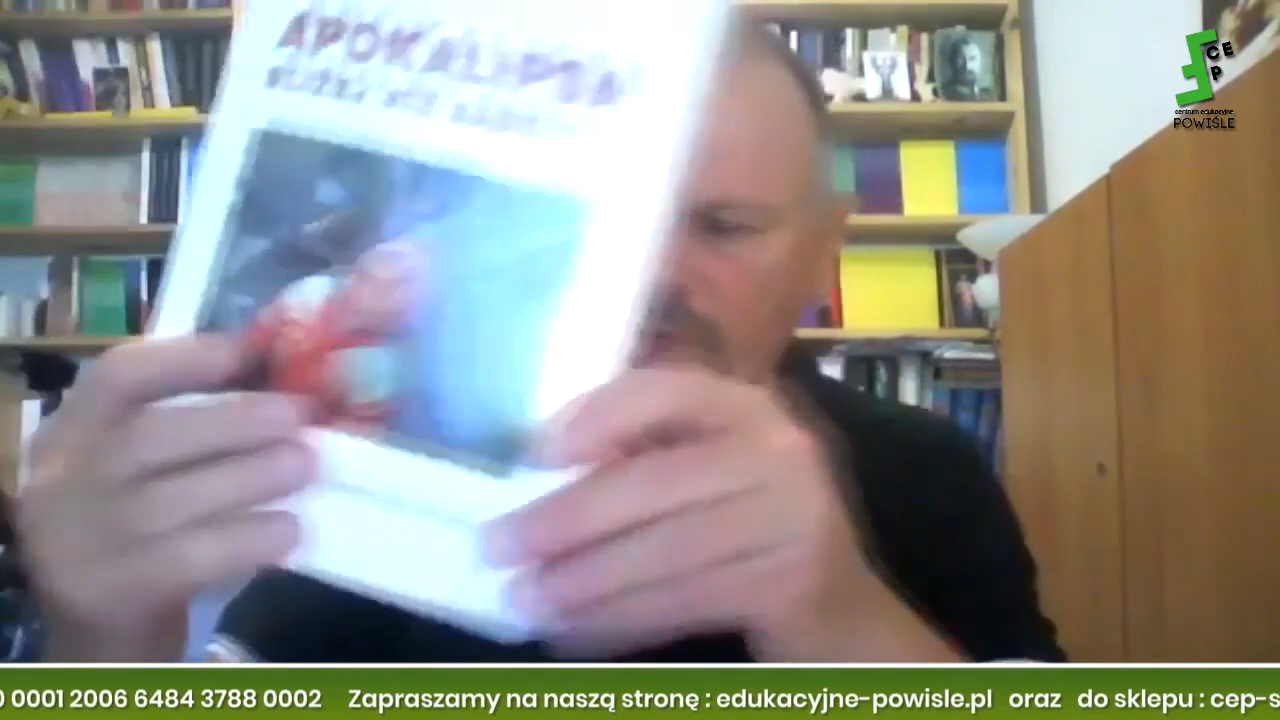 APOKALIPSA
CEP
centrum edukacyjne
POWIŚLE
0 0001 2006 6484 3788 0002 Zapraszamy na naszą stronę : edukacyjne-powisle.pl oraz do sklepu : cep-s